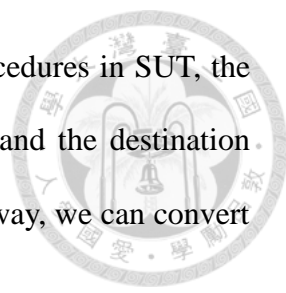 cedures in SUT, the
and the destination
way, we can convert